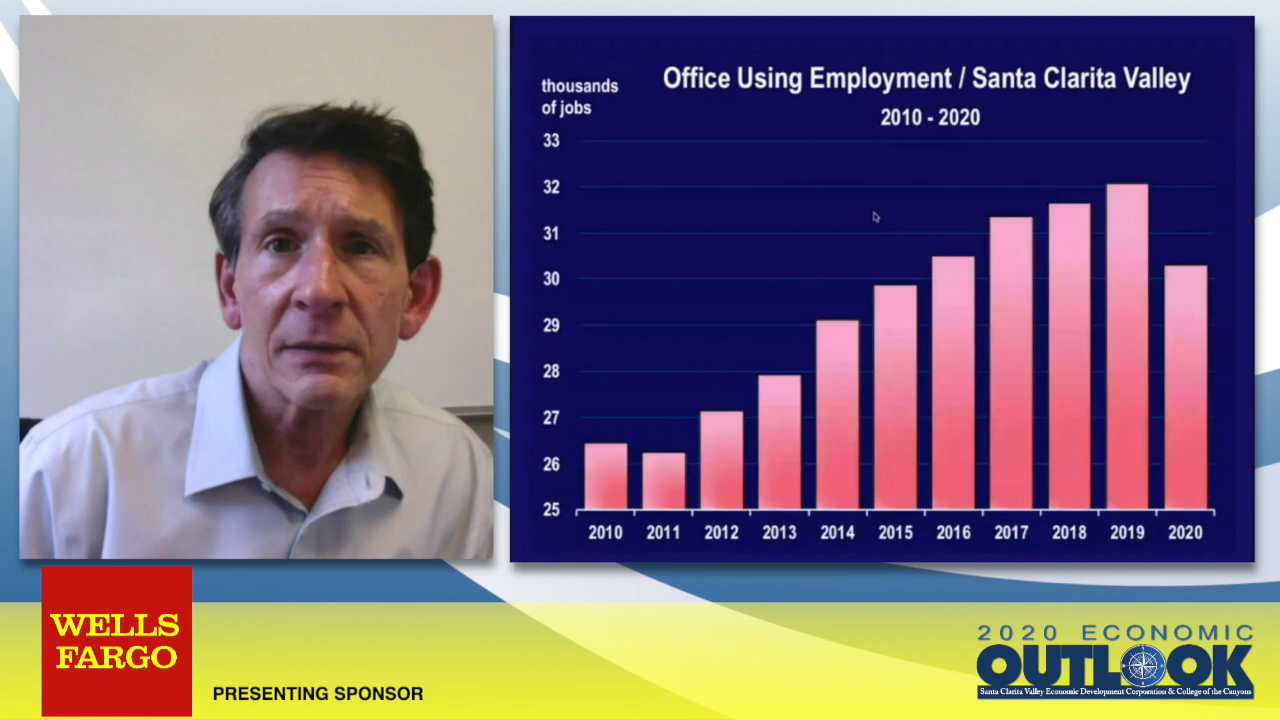 thousands
of jobs
Office Using Employment / Santa Clarita Valley
2010 - 2020
33
32
31
30
29
28
27
26
25
2010 2011 2012 2013 2014 2015 2016 2017 2018 2019 2020
WELLS
FARGO
PRESENTING SPONSOR
2020 ECONOMIC
OUTLOOK
Santa Clarita Valley Economic Development Corporation & College of the Canyons